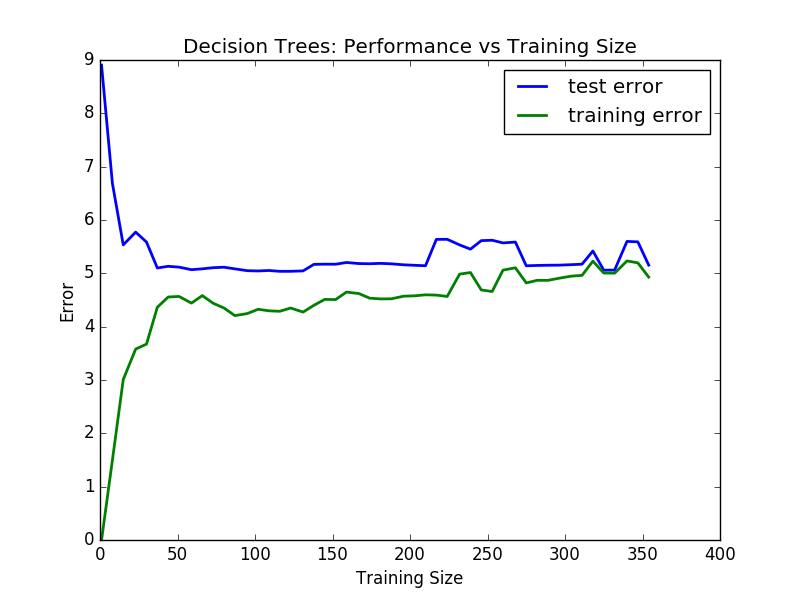 Decision Trees: Performance vs Training Size
test error
training error
Error
9
8
7
6
5
4
3
2
1
0
0 50 100 150 200 250 300 350 400
Training Size